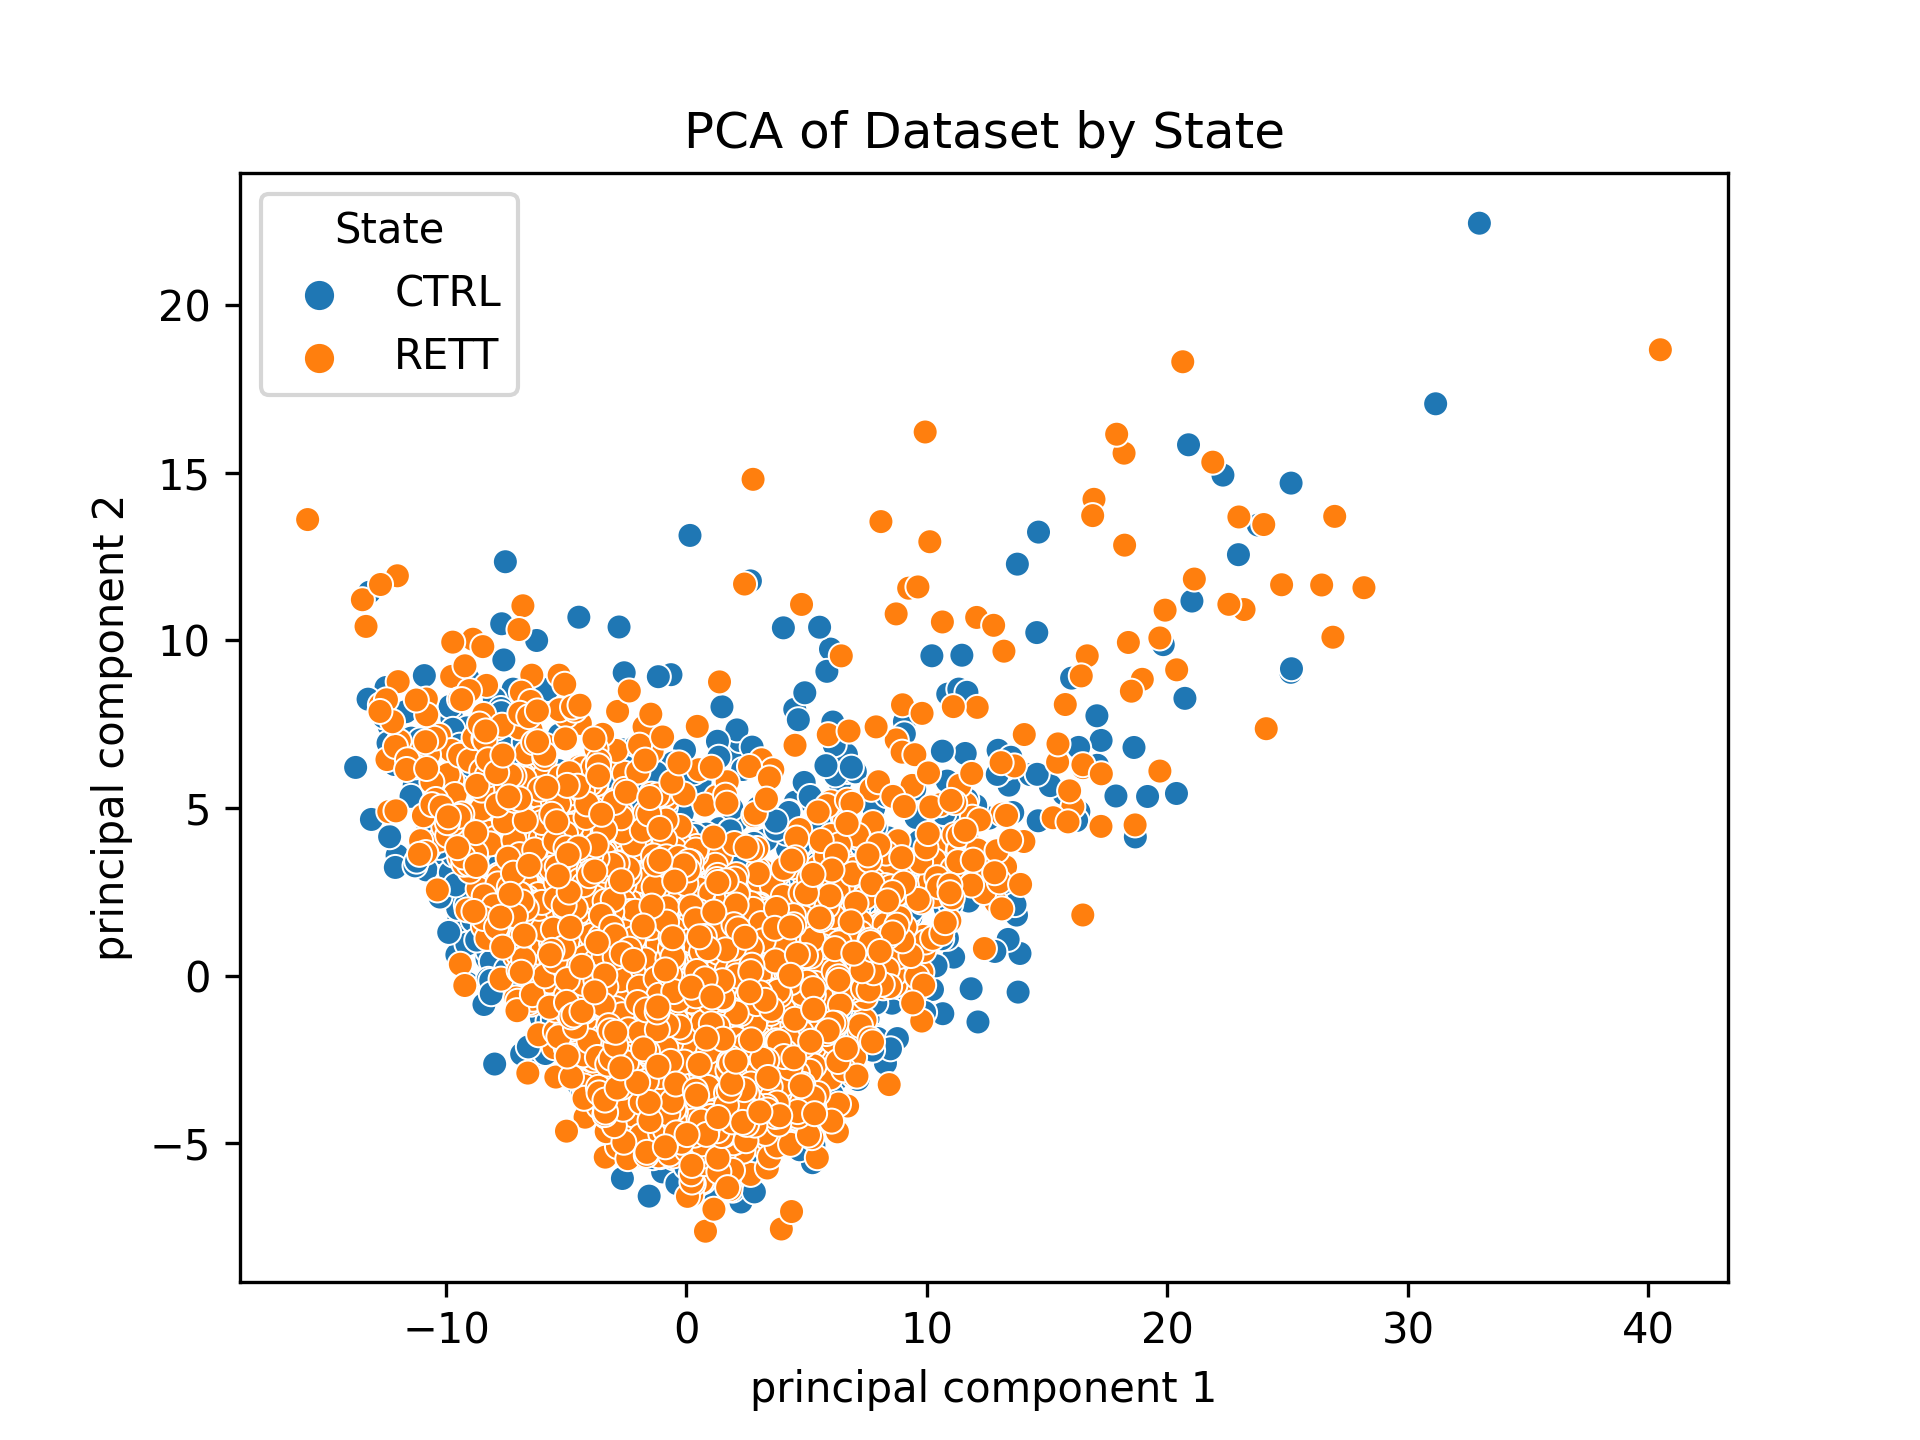 PCA of Dataset by State
State
CTRL
RETT
20
15
10
5
0
−5
principal component 2
−10 0 10 20 30 40
principal component 1